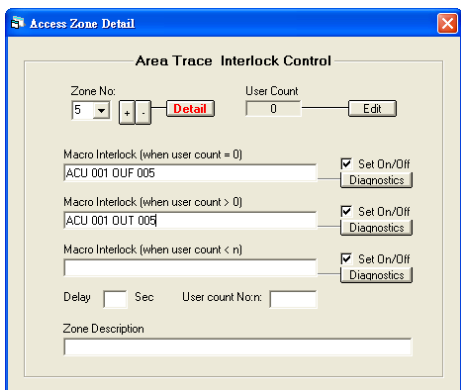 Access Zone Detail
Area Trace Interlock Control
Zone No:
User Count
5 + - Detail 0 Edit
Macro Interlock (when user count = 0)
ACU 001 OUF 005
Set On/Off
Diagnostics
Macro Interlock (when user count > 0)
ACU 001 OUT 005
Set On/Off
Diagnostics
Macro Interlock (when user count < n)
Set On/Off
Diagnostics
Delay Sec User count No:n:
Zone Description